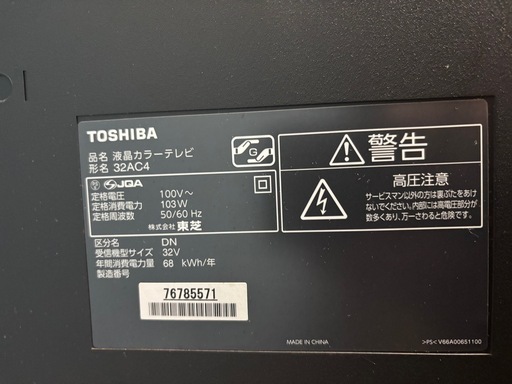 TOSHIBA
品名 液晶カラーテレビ
形名 32AC4
JQA
定格電圧 100V～
定格消費電力 103W
定格周波数 50/60 Hz
株式会社 東芝
区分名 DN
受信機型サイズ 32V
年間消費電力量 68 kWh/年
製造番号
76785571
G
警告
高圧注意
サービスマン以外の方は裏ぶたをあけ
ないでください。内部には高電圧部分が
数多くあり、万一さわると危険です。
MADE IN CHINA
>PS< V66A00651100